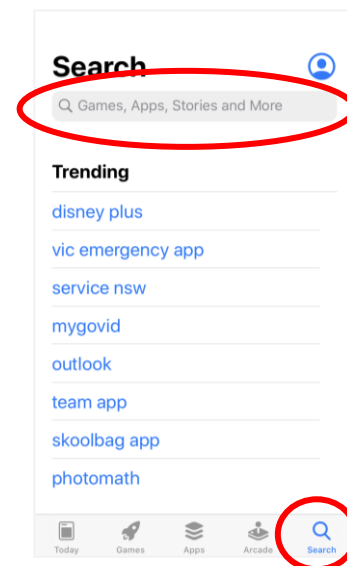 Search
Games, Apps, Stories and More
Trending
disney plus
vic emergency app
service nsw
mygovid
outlook
team app
skoolbag app
photomath
Today Games Apps Arcade Search